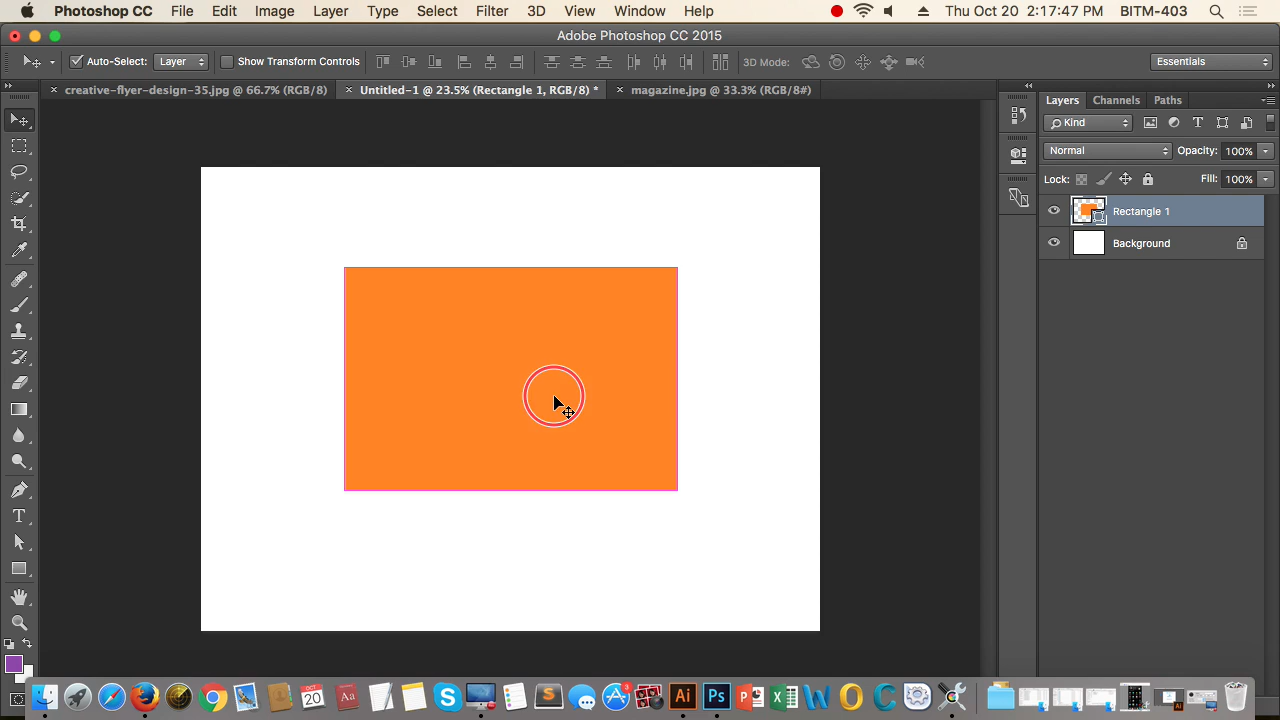 Photoshop CC File Edit Image Layer Type Select Filter 3D View Window Help Thu Oct 20 2:17:47 PM BITM-403
Adobe Photoshop CC 2015
Auto-Select: Layer Show Transform Controls 3D Mode: Essentials
creative-flyer-design-35.jpg @ 66.7% (RGB/8) Untitled-1 @ 23.5% (Rectangle 1, RGB/8) * magazine.jpg @ 33.3% (RGB/8#)
Layers Channels Paths
Kind
Normal Opacity: 100%
Lock: Fill: 100%
Rectangle 1
Background